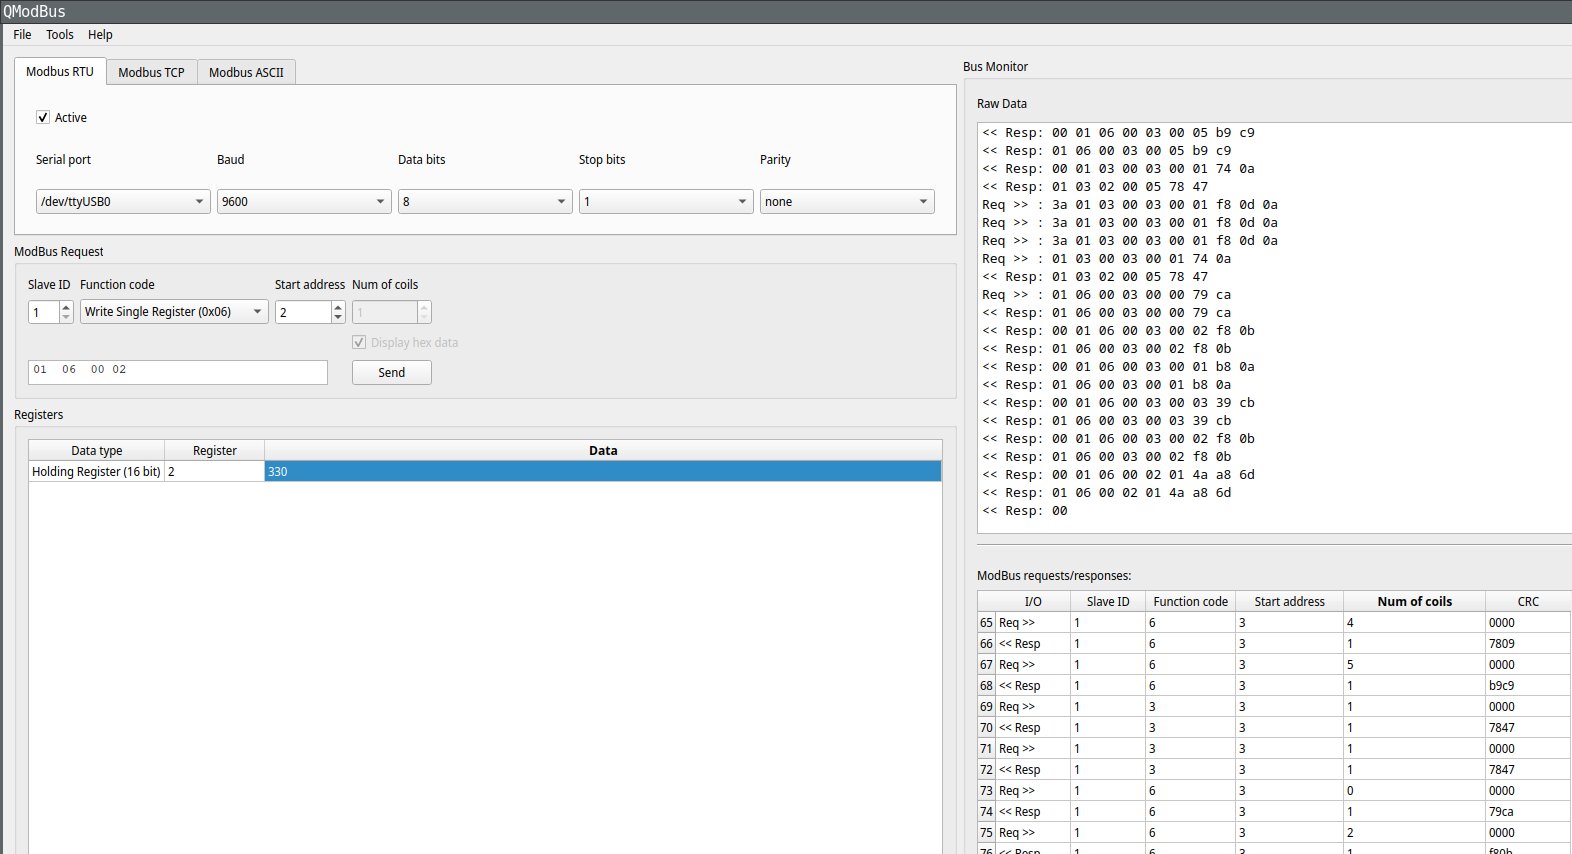 QModBus
File Tools Help
Modbus RTU Modbus TCP Modbus ASCII
Active
Serial port Baud Data bits Stop bits Parity
/dev/ttyUSB0 9600 8 1 none
ModBus Request
Slave ID Function code Start address Num of coils
1 Write Single Register (0x06) 2 1
Display hex data
01 06 00 02
Send
Registers
Data type Register Data
Holding Register (16 bit) 2 330
Bus Monitor
Raw Data
<< Resp: 00 01 06 00 03 00 05 b9 c9
<< Resp: 01 06 00 03 00 05 b9 c9
<< Resp: 00 01 03 00 03 00 01 74 0a
<< Resp: 01 03 02 00 05 78 47
Req >> : 3a 01 03 00 03 00 01 f8 0d 0a
Req >> : 3a 01 03 00 03 00 01 f8 0d 0a
Req >> : 3a 01 03 00 03 00 01 f8 0d 0a
Req >> : 01 03 00 03 00 01 74 0a
<< Resp: 01 03 02 00 05 78 47
Req >> : 01 06 00 03 00 00 79 ca
<< Resp: 01 06 00 03 00 00 79 ca
<< Resp: 00 01 06 00 03 00 02 f8 0b
<< Resp: 01 06 00 03 00 02 f8 0b
<< Resp: 00 01 06 00 03 00 01 b8 0a
<< Resp: 01 06 00 03 00 01 b8 0a
<< Resp: 00 01 06 00 03 00 03 39 cb
<< Resp: 01 06 00 03 00 03 39 cb
<< Resp: 00 01 06 00 03 00 02 f8 0b
<< Resp: 01 06 00 03 00 02 f8 0b
<< Resp: 00 01 06 00 02 01 4a a8 6d
<< Resp: 01 06 00 02 01 4a a8 6d
<< Resp: 00
ModBus requests/responses:
I/O Slave ID Function code Start address Num of coils CRC
65 Req >> 1 6 3 4 0000
66 << Resp 1 6 3 1 7809
67 Req >> 1 6 3 5 0000
68 << Resp 1 6 3 1 b9c9
69 Req >> 1 3 3 1 0000
70 << Resp 1 3 3 1 7847
71 Req >> 1 3 3 1 0000
72 << Resp 1 3 3 1 7847
73 Req >> 1 6 3 0 0000
74 << Resp 1 6 3 1 79ca
75 Req >> 1 6 3 2 0000
76 << Resp 1 6 3 1 f80b